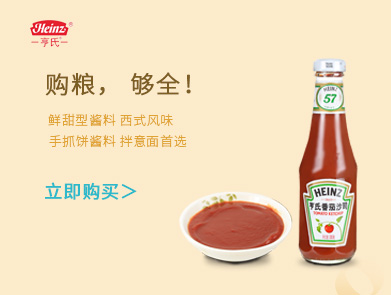 Heinz
亨氏
购粮， 够全！
鲜甜型酱料 西式风味
手抓饼酱料 拌意面首选
立即购买＞
HEINZ
57
HEINZ
亨氏番茄沙司
TOMATO KETCHUP